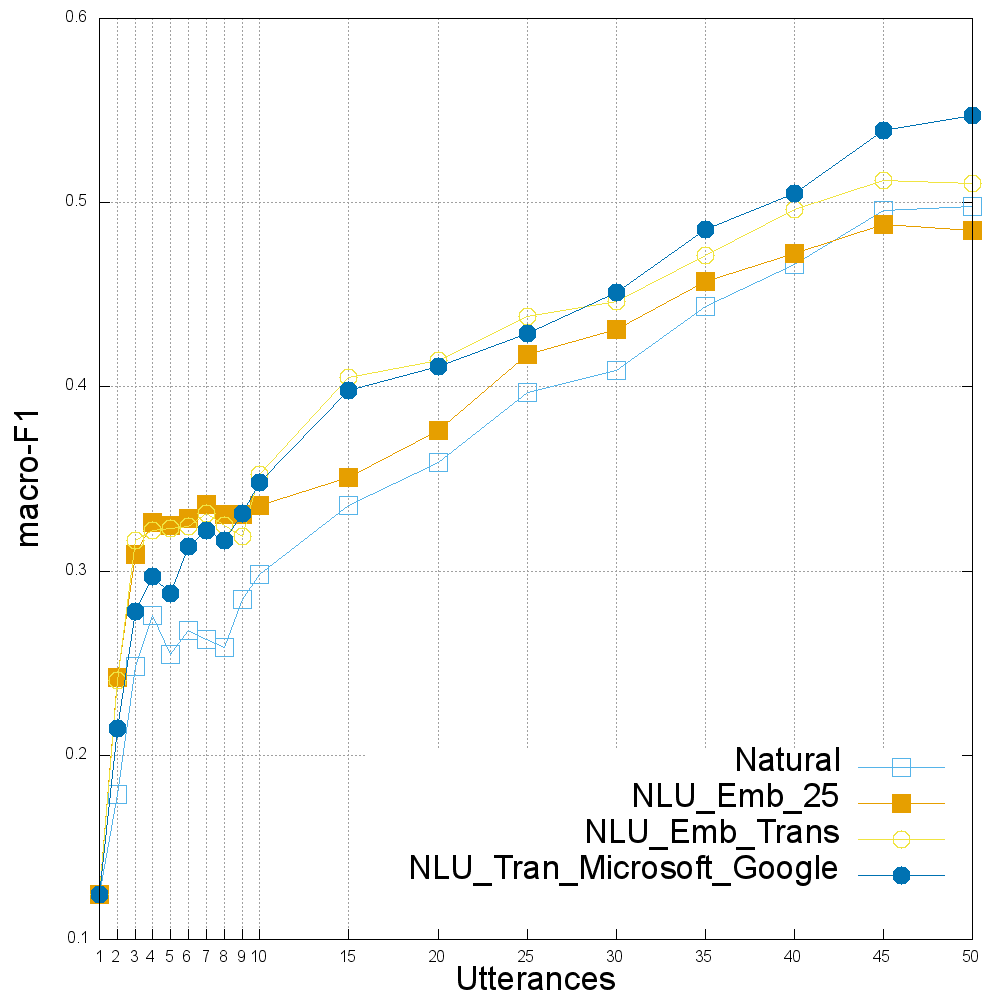 0.6
0.5
0.4
0.3
0.2
0.1
macro-F1
Natural
NLU_Emb_25
NLU_Emb_Trans
NLU_Tran_Microsoft_Google
1 2 3 4 5 6 7 8 9 10 15 20 25 30 35 40 45 50
Utterances